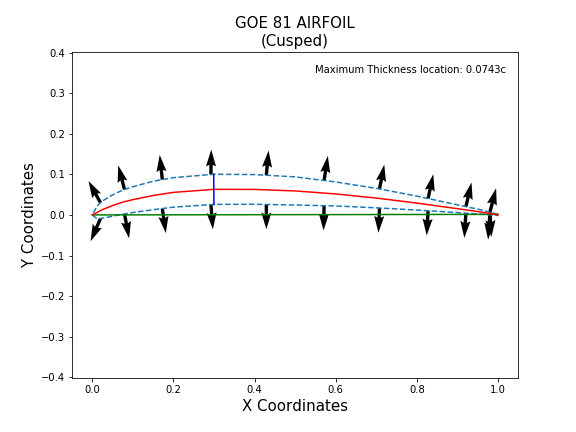 GOE 81 AIRFOIL
(Cusped)
Maximum Thickness location: 0.0743c
0.4
0.3
0.2
0.1
0.0
−0.1
−0.2
−0.3
−0.4
Y Coordinates
0.0 0.2 0.4 0.6 0.8 1.0
X Coordinates